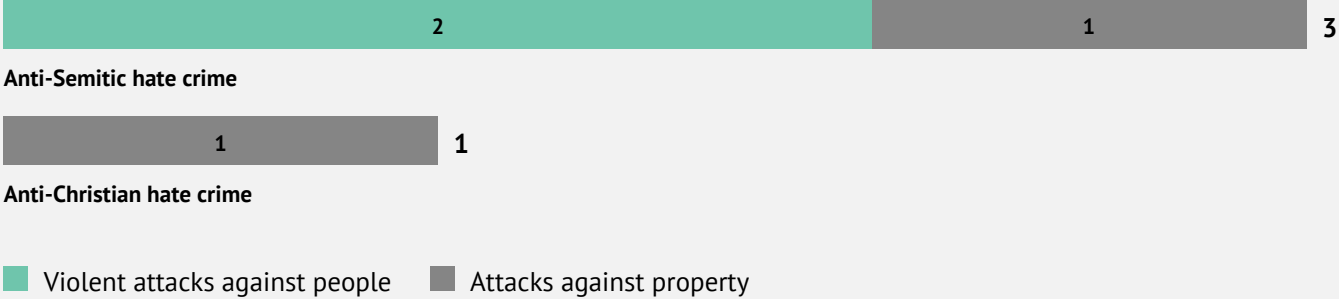 2 1 3
Anti-Semitic hate crime
1 1
Anti-Christian hate crime
Violent attacks against people Attacks against property